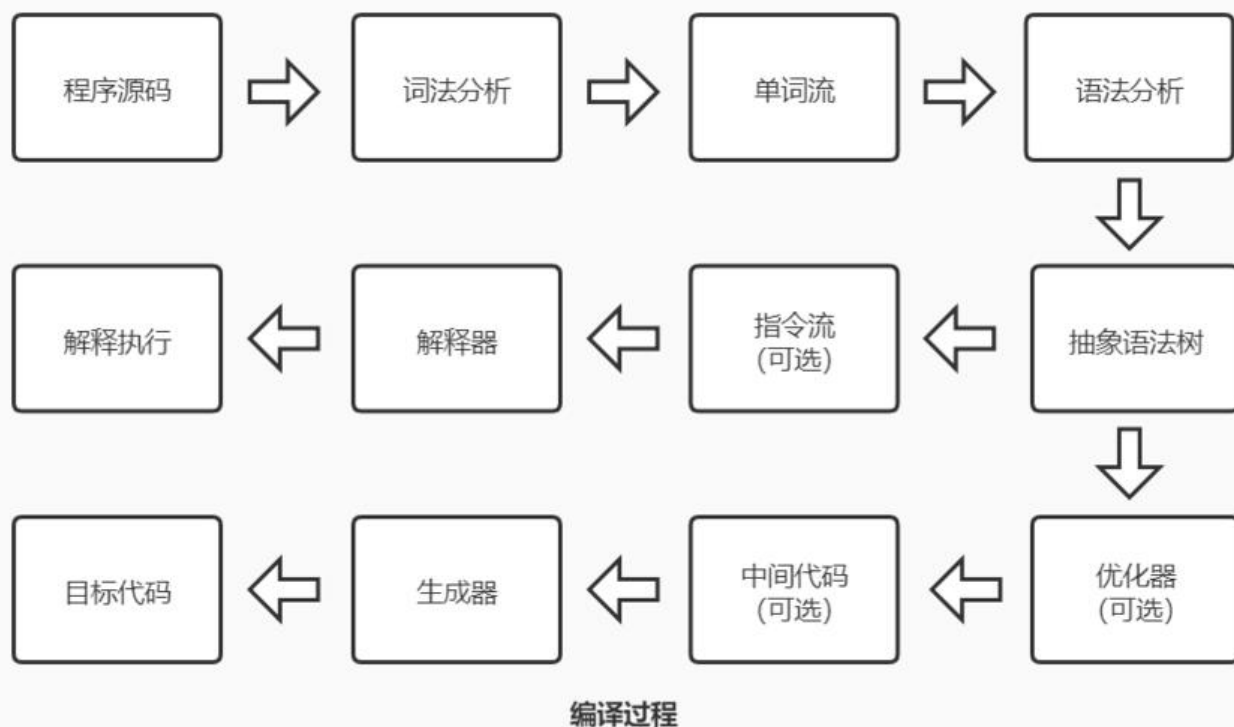 程序源码
词法分析
单词流
语法分析
解释执行
解释器
指令流
(可选)
抽象语法树
目标代码
生成器
中间代码
(可选)
优化器
(可选)
编译过程